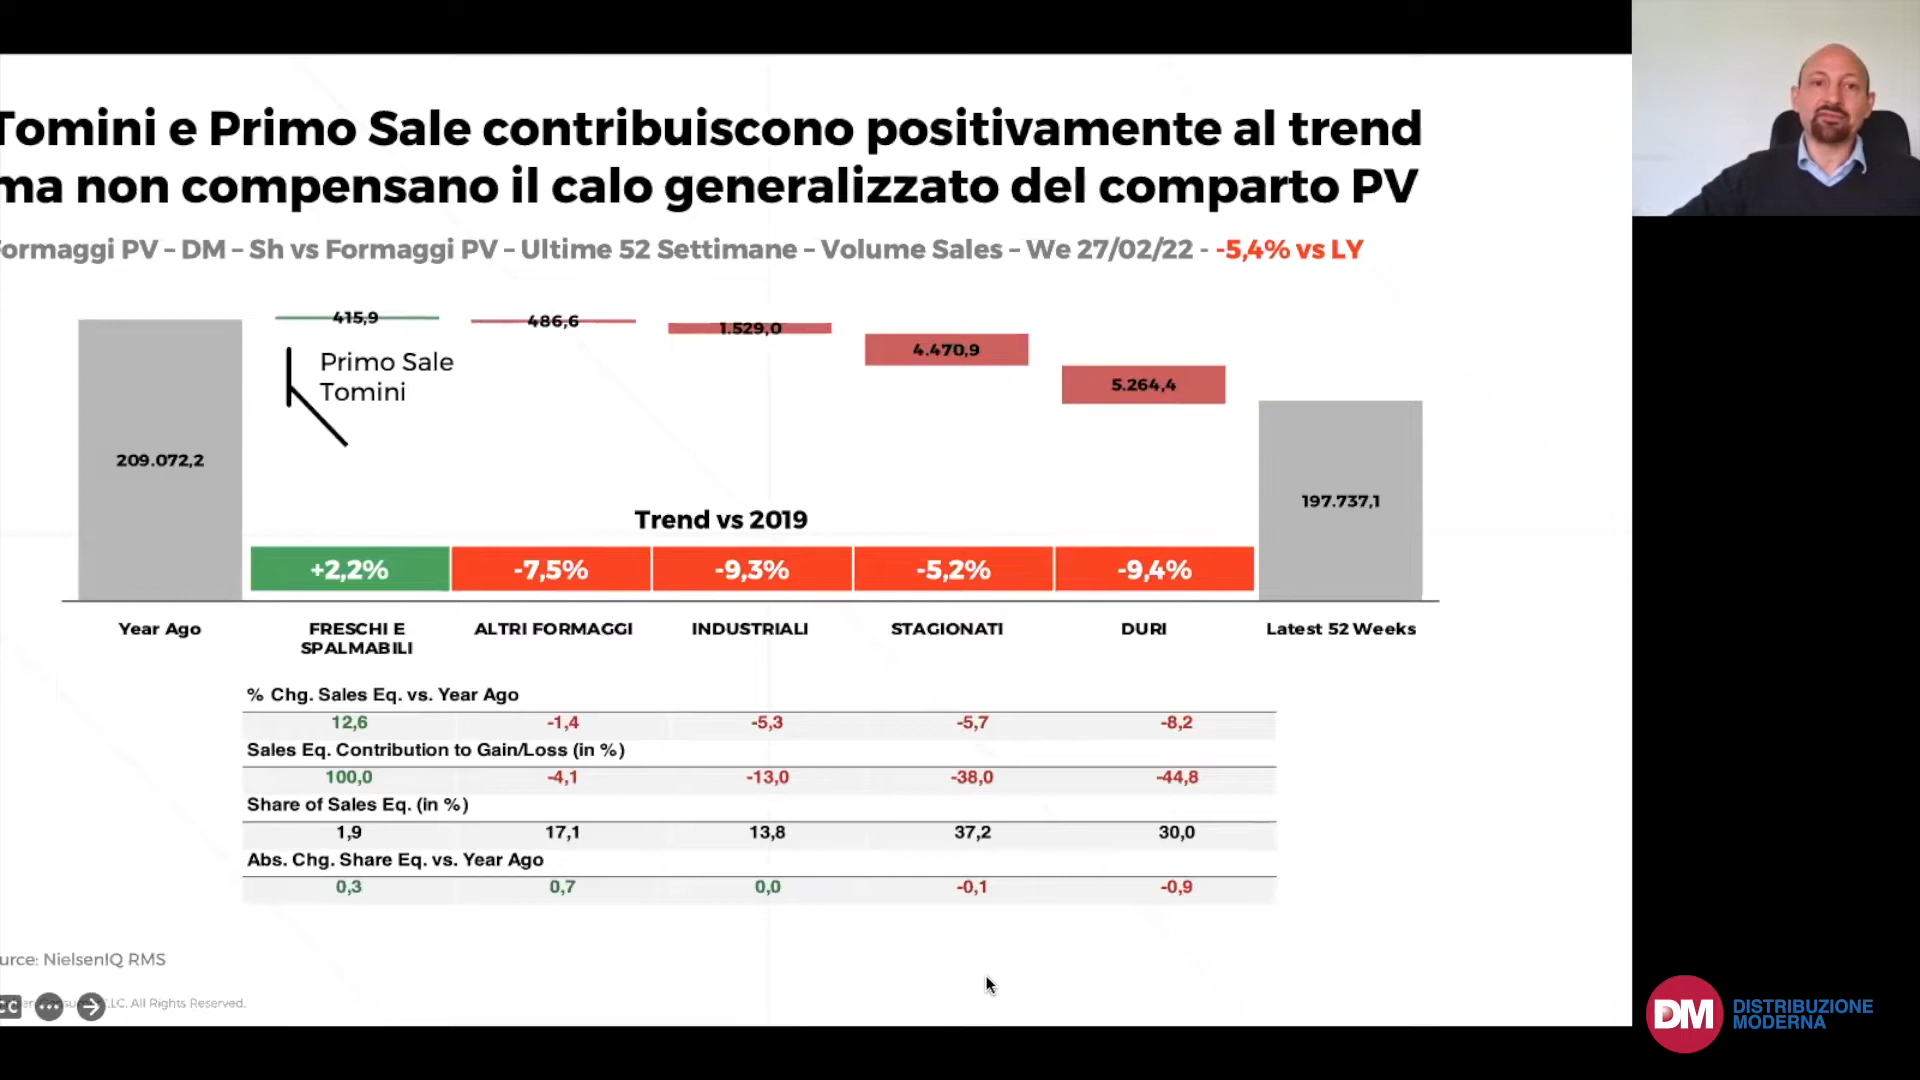 Tomini e Primo Sale contribuiscono positivamente al trend
ma non compensano il calo generalizzato del comparto PV
ormaggi PV – DM – Sh vs Formaggi PV – Ultime 52 Settimane – Volume Sales – We 27/02/22 - -5,4% vs LY
415,9
486,6
1.529,0
4.470,9
5.264,4
Primo Sale
Tomini
209.072,2
197.737,1
Trend vs 2019
+2,2% -7,5% -9,3% -5,2% -9,4%
Year Ago FRESCHI E ALTRI FORMAGGI INDUSTRIALI STAGIONATI DURI Latest 52 Weeks
SPALMABILI
% Chg. Sales Eq. vs. Year Ago
12,6 -1,4 -5,3 -5,7 -8,2
Sales Eq. Contribution to Gain/Loss (in %)
100,0 -4,1 -13,0 -38,0 -44,8
Share of Sales Eq. (in %)
1,9 17,1 13,8 37,2 30,0
Abs. Chg. Share Eq. vs. Year Ago
0,3 0,7 0,0 -0,1 -0,9
urce: NielsenIQ RMS
LLC. All Rights Reserved.
DM DISTRIBUZIONE
MODERNA